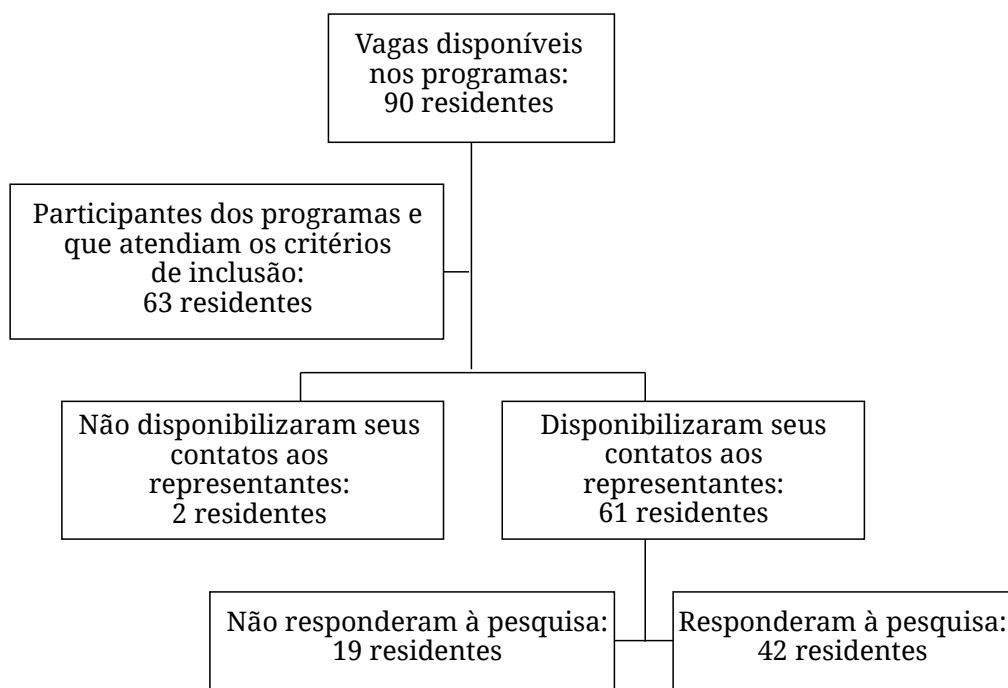 Vagas disponíveis
nos programas:
90 residentes
Participantes dos programas e
que atendiam os critérios
de inclusão:
63 residentes
Não disponibilizaram seus
contatos aos
representantes:
2 residentes
Disponibilizaram seus
contatos aos
representantes:
61 residentes
Não responderam à pesquisa:
19 residentes
Responderam à pesquisa:
42 residentes